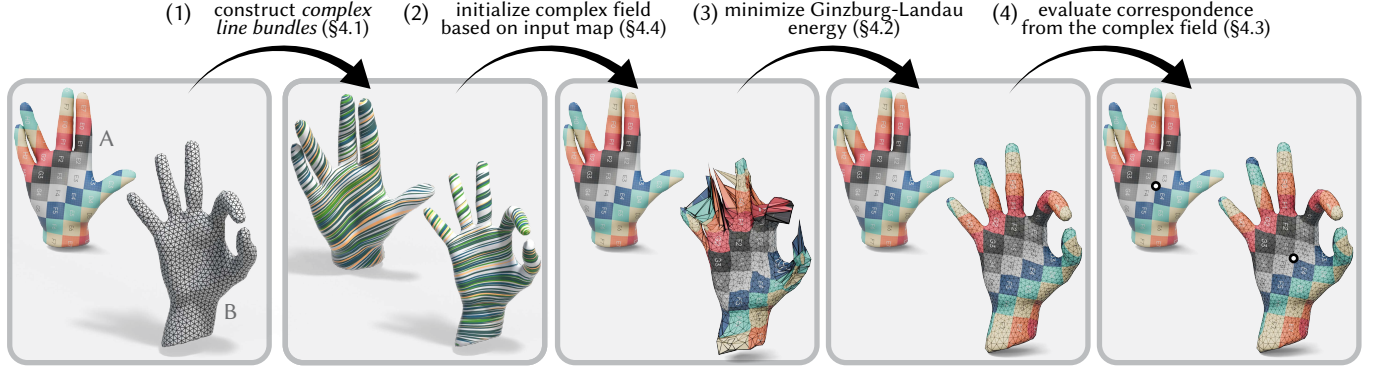 (1) construct complex
line bundles (§4.1)
(2) initialize complex field
based on input map (§4.4)
(3) minimize Ginzburg-Landau
energy (§4.2)
(4) evaluate correspondence
from the complex field (§4.3)
A
B